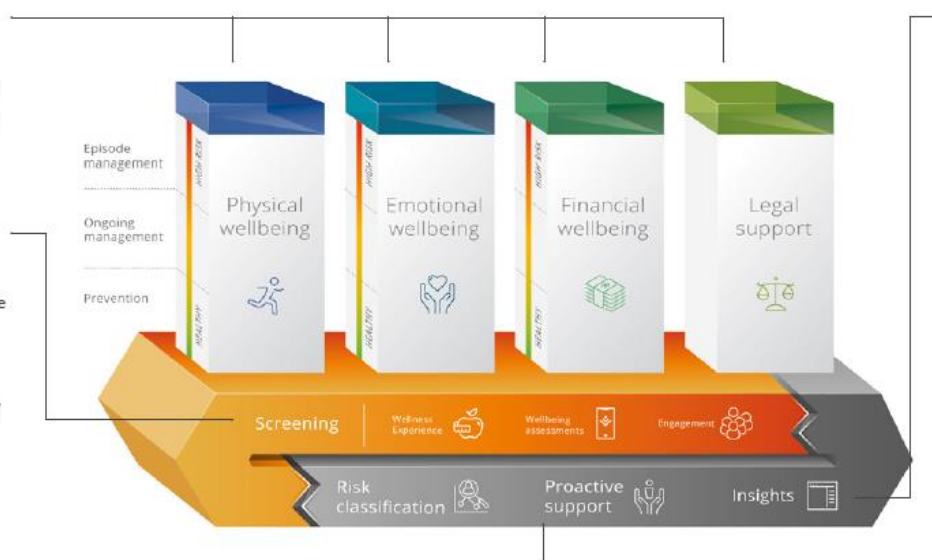 Episode
management
Ongoing
management
Prevention
HIGH RISK
HEALTHY
Physical
wellbeing
HIGH RISK
HEALTHY
Emotional
wellbeing
HIGH RISK
HEALTHY
Financial
wellbeing
Legal
support
Screening
Wellness
Experience
Wellbeing
assessments
Engagement
Risk
classification
Proactive
support
Insights